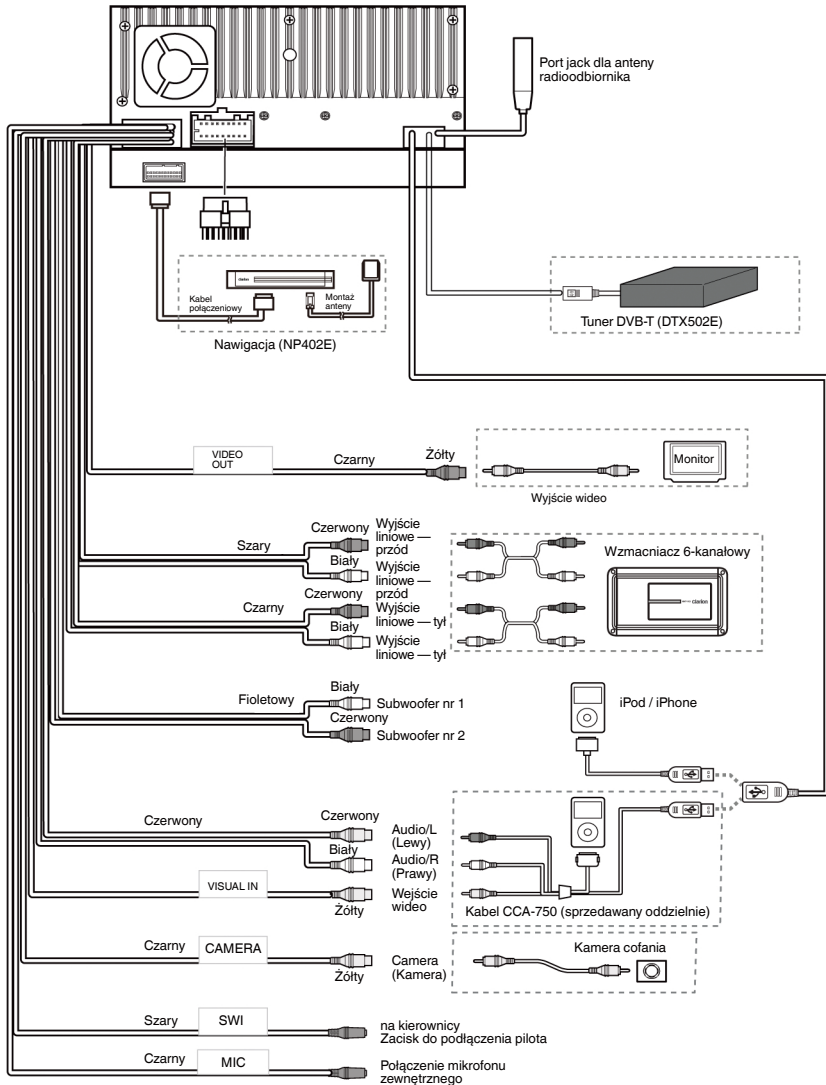 Port jack dla anteny
radioodbiornika
clarion
Kabel
połączeniowy
Montaż
anteny
Nawigacja (NP402E)
Tuner DVB-T (DTX502E)
VIDEO
OUT
Czarny
Żółty
Monitor
Wyjście wideo
Szary
Czerwony
Wyjście
liniowe —
przód
Biały
Wyjście
liniowe —
przód
Czarny
Czerwony
Wyjście
liniowe — tył
Biały
Wyjście
liniowe — tył
Wzmacniacz 6-kanałowy
clarion
Fioletowy
Biały
Subwoofer nr 1
Czerwony
Subwoofer nr 2
iPod / iPhone
Czerwony
Czerwony
Audio/L
(Lewy)
Biały
Audio/R
(Prawy)
VISUAL IN
Żółty
Wejście
wideo
Kabel CCA-750 (sprzedawany oddzielnie)
Czarny
CAMERA
Żółty
Camera
(Kamera)
Kamera cofania
Szary
SWI
na kierownicy
Zacisk do podłączenia pilota
Czarny
MIC
Połączenie mikrofonu
zewnętrznego